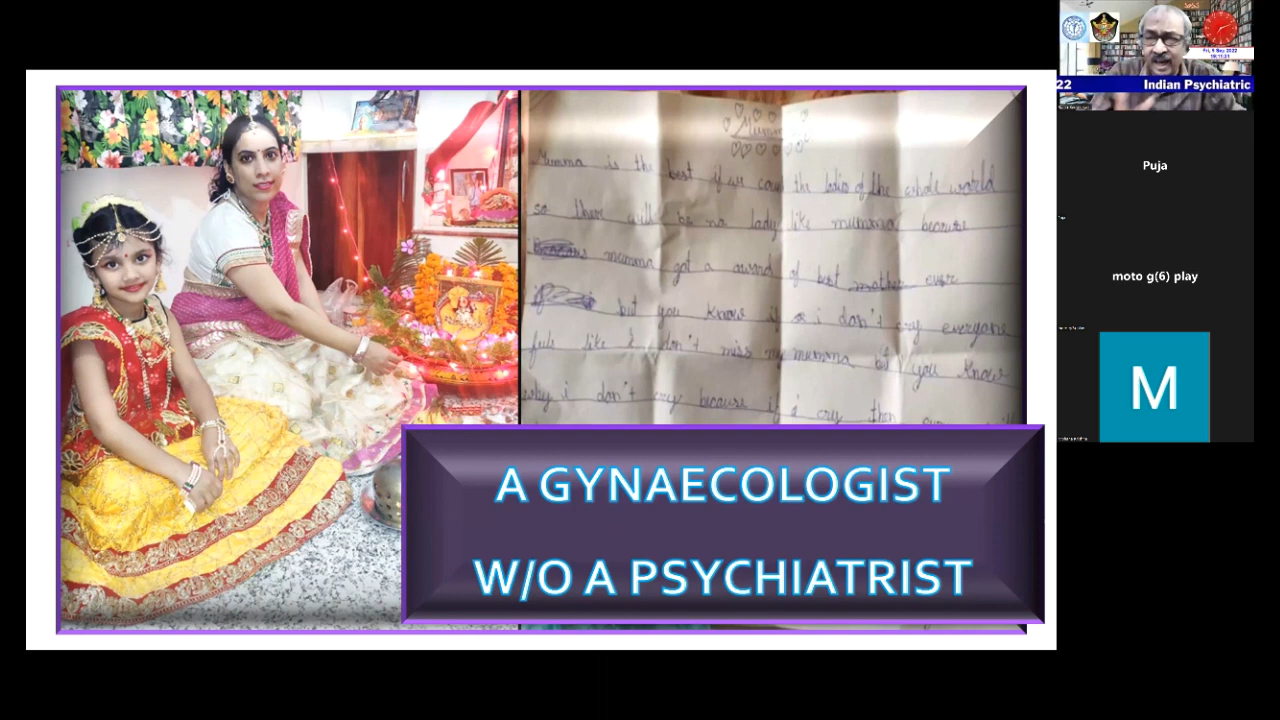 Mumma
Mumma is the best if we count the ladies of the whole world
so there will be no lady like mumma because
mumma got a award of best mother ever
but you know if i don't cry everyone
feels like I don't miss my mumma but you know
why i don't cry because if i cry then
A GYNAECOLOGIST
W/O A PSYCHIATRIST
22 Indian Psychiatric
Puja
moto g(6) play
M